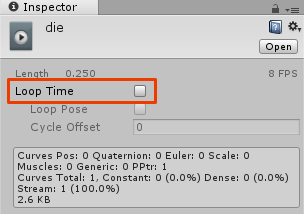 Inspector
die
Open
Length 0.250 8 FPS
Loop Time
Loop Pose
Cycle Offset 0
Curves Pos: 0 Quaternion: 0 Euler: 0 Scale: 0
Muscles: 0 Generic: 0 PPtr: 1
Curves Total: 1, Constant: 0 (0.0%) Dense: 0 (0.0%)
Stream: 1 (100.0%)
2.6 KB